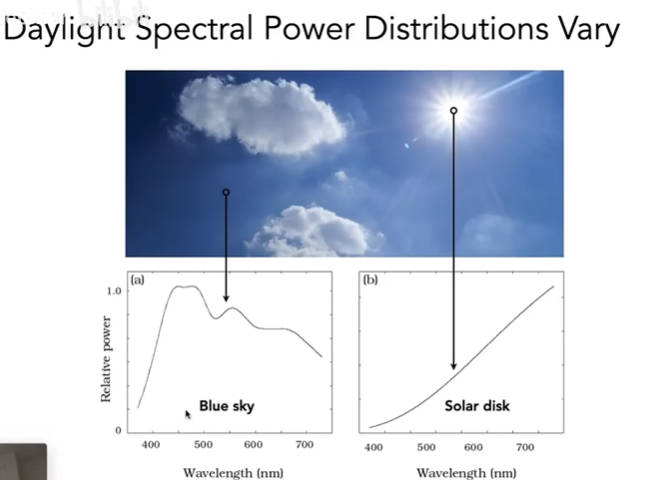 Daylight Spectral Power Distributions Vary
(a)
(b)
1.0
Relative power
0
Blue sky
Solar disk
400 500 600 700
400 500 600 700
Wavelength (nm)
Wavelength (nm)